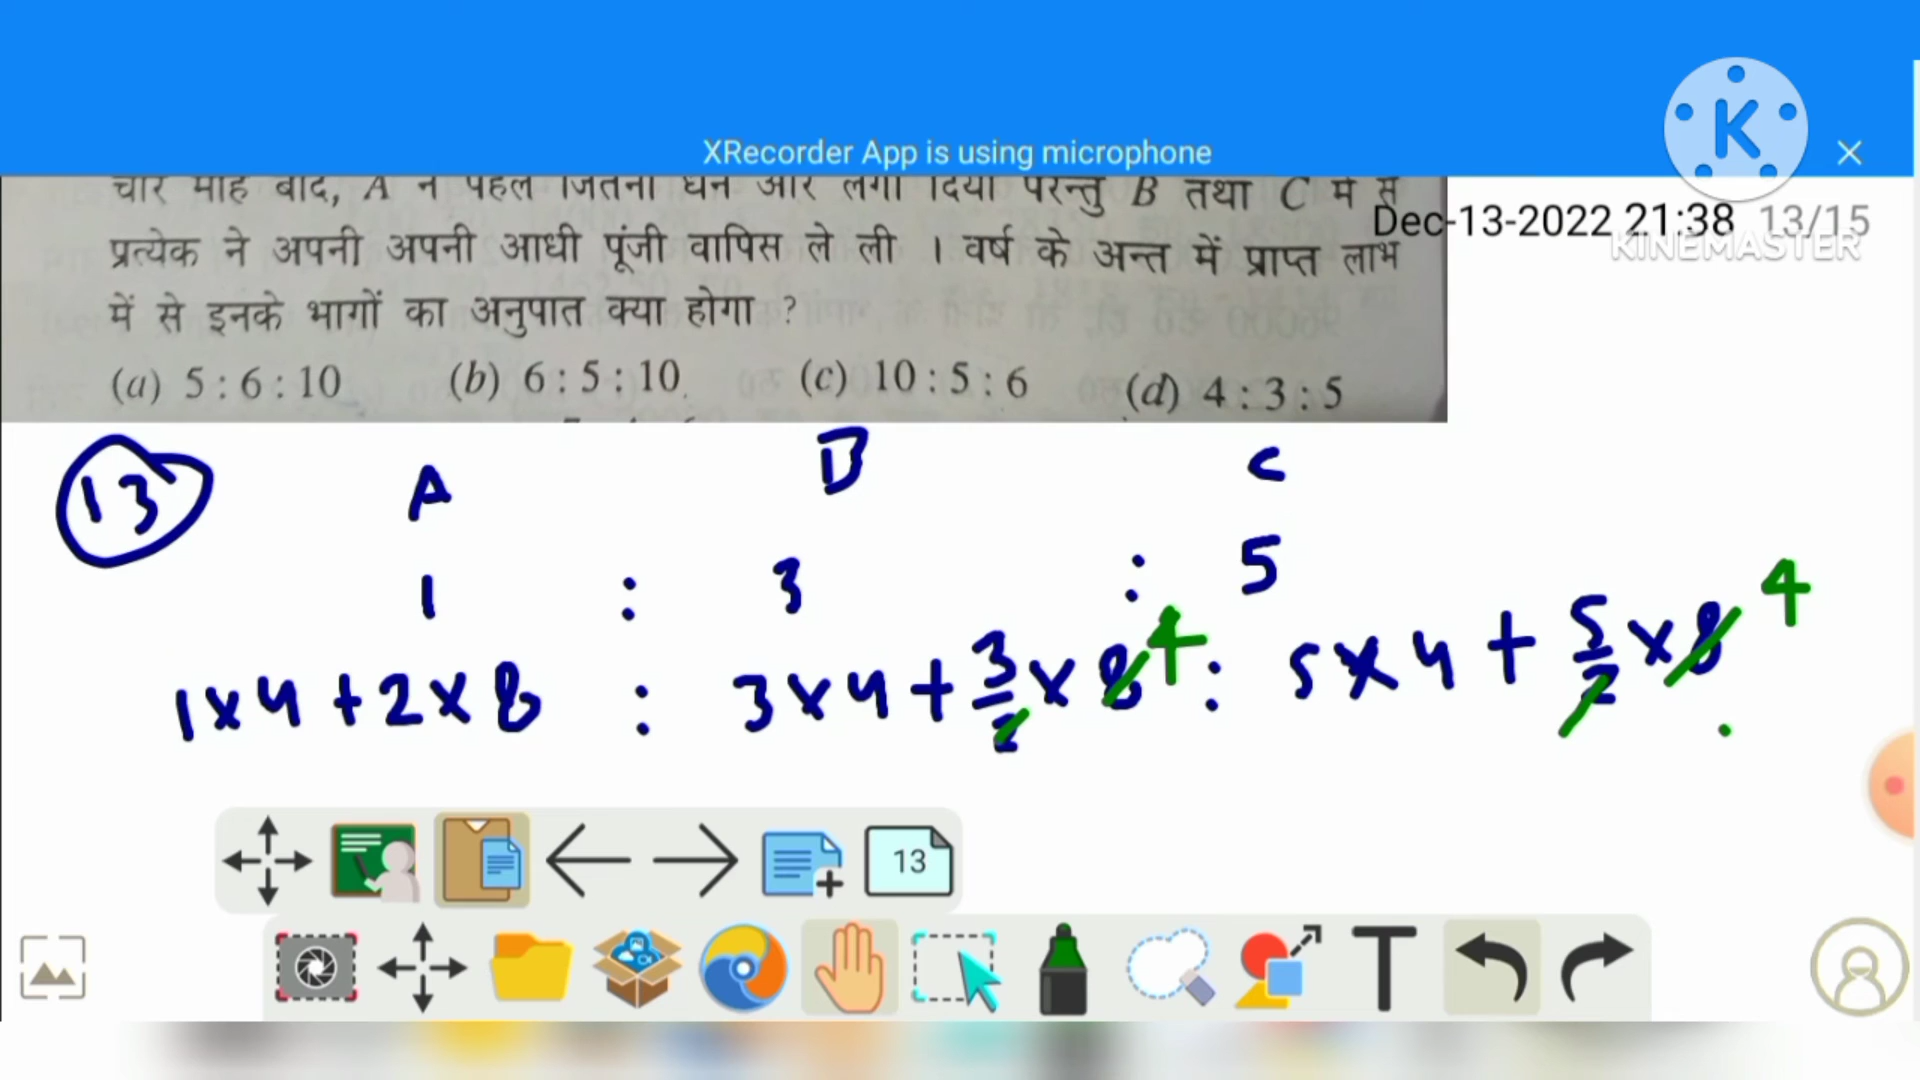 XRecorder App is using microphone
K
चार माह बाद, A ने पहले जितना धन और लगा दिया परन्तु B तथा C में से
Dec-13-2022 21:38 13/15
KINEMASTER
प्रत्येक ने अपनी अपनी आधी पूंजी वापिस ले ली । वर्ष के अन्त में प्राप्त लाभ
में से इनके भागों का अनुपात क्या होगा ?
(a) 5 : 6 : 10 (b) 6 : 5 : 10 (c) 10 : 5 : 6 (d) 4 : 3 : 5
13 A B C
1 : 3 : 5
1×4+2×8 : 3×4+3/2×8 4 : 5×4+5/2×8 4
13
T